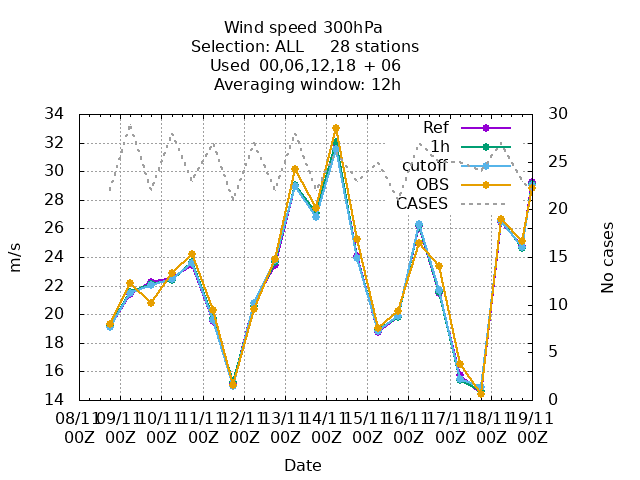 Wind speed 300hPa
Selection: ALL 28 stations
Used 00,06,12,18 + 06
Averaging window: 12h
34 30
32
30 25
28
26 20
24
22 15
20
18 10
16 5
14 0
Ref
1h
cutoff
OBS
CASES
m/s
No cases
08/11 09/11 10/11 11/11 12/11 13/11 14/11 15/11 16/11 17/11 18/11 19/11
00Z 00Z 00Z 00Z 00Z 00Z 00Z 00Z 00Z 00Z 00Z 00Z
Date